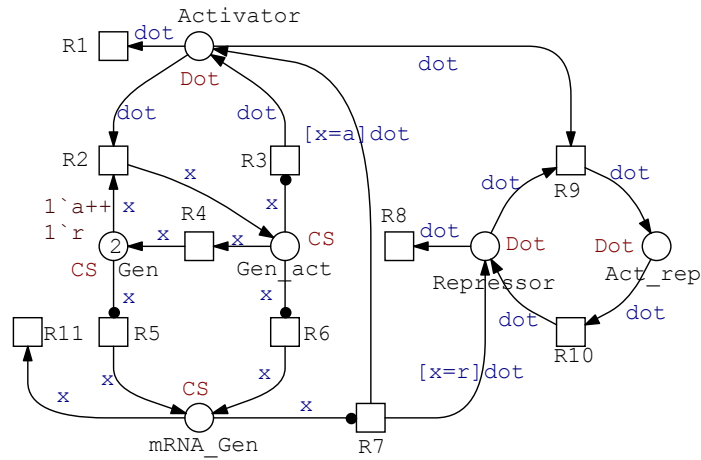 Activator
R1
dot
Dot
dot
dot
dot
[x=a]dot
R2
x
R3
x
1`a++
1`r
x
R4
x
x
CS
2
CS
Gen
Gen_act
R8
dot
dot
R9
dot
Dot
Dot
Repressor
Act_rep
dot
dot
R10
x
x
R11
R5
R6
x
x
x
CS
x
[x=r]dot
mRNA_Gen
R7